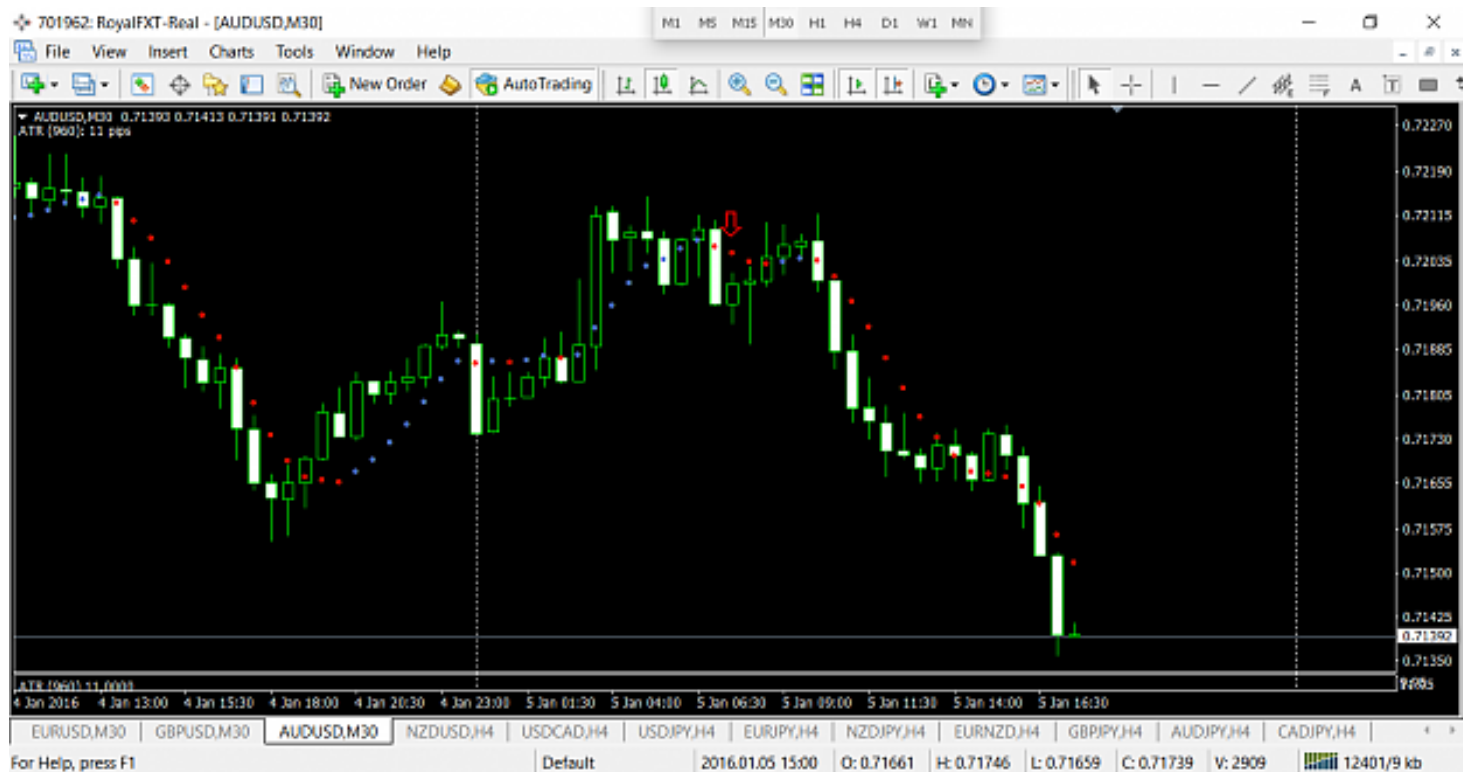 701962: RoyalFXT-Real - [AUDUSD,M30]
M1 M5 M15 M30 H1 H4 D1 W1 MN
File View Insert Charts Tools Window Help
New Order AutoTrading
AUDUSD,M30 0.71393 0.71413 0.71391 0.71392
ATR (960): 11 pips
0.72270
0.72190
0.72115
0.72035
0.71960
0.71885
0.71805
0.71730
0.71655
0.71575
0.71500
0.71425
0.71392
0.71350
ATR (960) 11.0000
4 Jan 2016 4 Jan 13:00 4 Jan 15:30 4 Jan 18:00 4 Jan 20:30 4 Jan 23:00 5 Jan 01:30 5 Jan 04:00 5 Jan 06:30 5 Jan 09:00 5 Jan 11:30 5 Jan 14:00 5 Jan 16:30
EURUSD,M30 GBPUSD,M30 AUDUSD,M30 NZDUSD,H4 USDCAD,H4 USDJPY,H4 EURJPY,H4 NZDJPY,H4 EURNZD,H4 GBPJPY,H4 AUDJPY,H4 CADJPY,H4
For Help, press F1 Default 2016.01.05 15:00 O: 0.71661 H: 0.71746 L: 0.71659 C: 0.71739 V: 2909 12401/9 kb